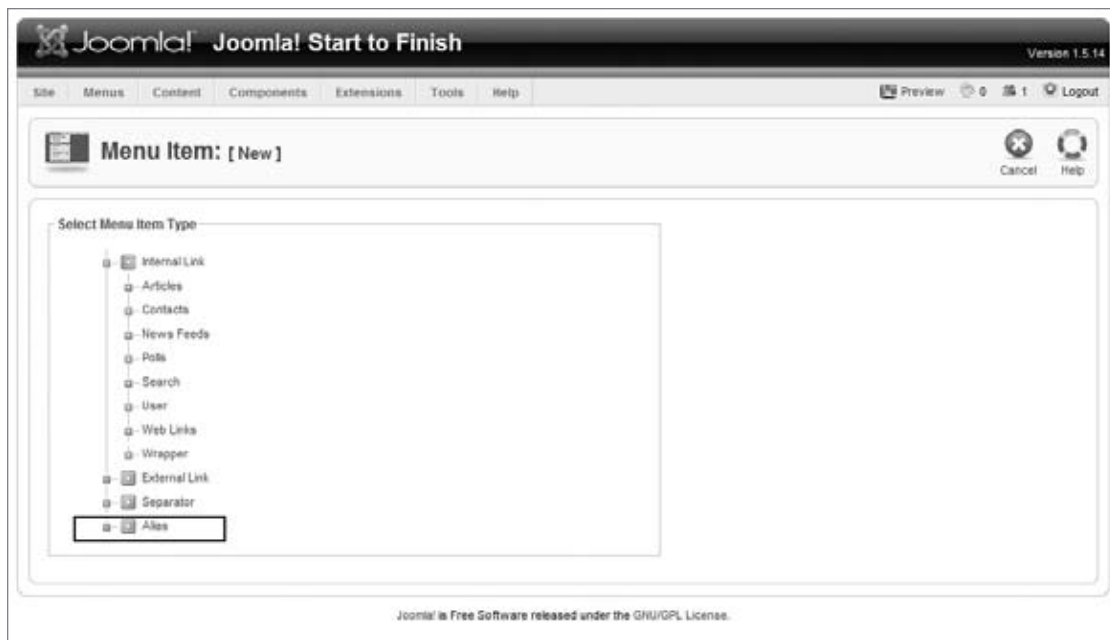 Joomla! Joomla! Start to Finish
Version 1.5.14
Site Menus Content Components Extensions Tools Help Preview 0 1 Logout
Menu Item: [ New ]
Cancel Help
Select Menu Item Type
Internal Link
Articles
Contacts
News Feeds
Polls
Search
User
Web Links
Wrapper
External Link
Separator
Alias
Joomla! is Free Software released under the GNU/GPL License.